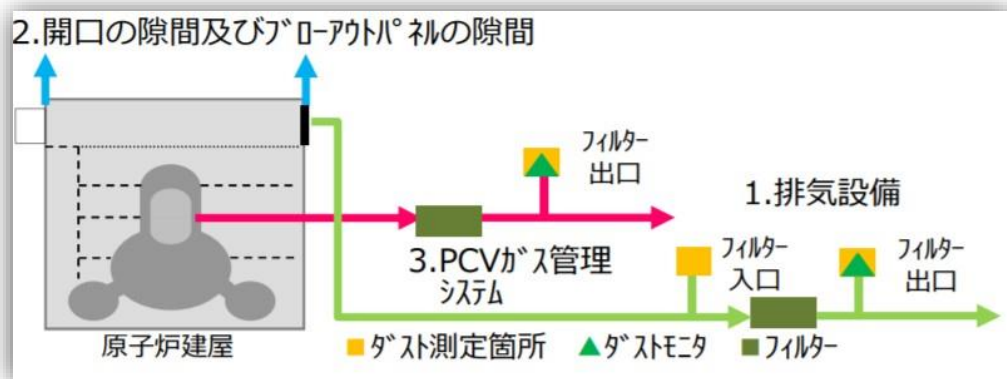 2.開口の隙間及びﾌﾞﾛｰｱｳﾄﾊﾟﾈﾙの隙間
ﾌｨﾙﾀｰ
出口
1.排気設備
3.PCVｶﾞｽ管理
ｼｽﾃﾑ
ﾌｨﾙﾀｰ
入口
ﾌｨﾙﾀｰ
出口
原子炉建屋
■ﾀﾞｽﾄ測定箇所 ▲ﾀﾞｽﾄﾓﾆﾀ ■ﾌｨﾙﾀｰ